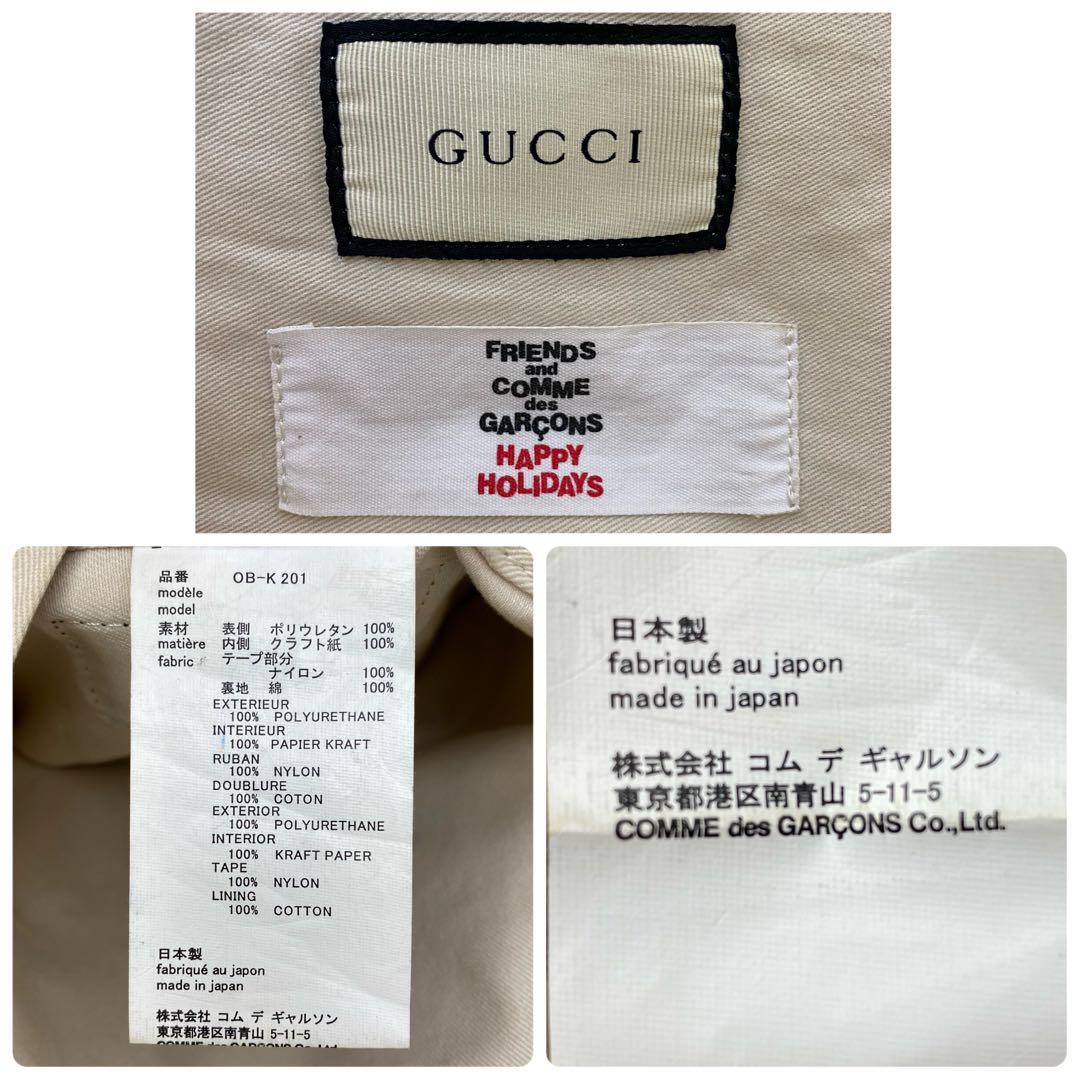 GUCCI
FRIENDS
and
COMME
des
GARÇONS
HAPPY
HOLIDAYS
品番 OB-K 201
modèle
model
素材 表側 ポリウレタン 100%
matière 内側 クラフト紙 100%
fabric テープ部分
ナイロン 100%
裏地 綿 100%
EXTERIEUR
100% POLYURETHANE
INTERIEUR
100% PAPIER KRAFT
RUBAN
100% NYLON
DOUBLURE
100% COTON
EXTERIOR
100% POLYURETHANE
INTERIOR
100% KRAFT PAPER
TAPE
100% NYLON
LINING
100% COTTON
日本製
fabriqué au japon
made in japan
株式会社 コム デ ギャルソン
東京都港区南青山 5-11-5
COMME des GARÇONS Co.,Ltd.
日本製
fabriqué au japon
made in japan
株式会社 コム デ ギャルソン
東京都港区南青山 5-11-5
COMME des GARÇONS Co.,Ltd.